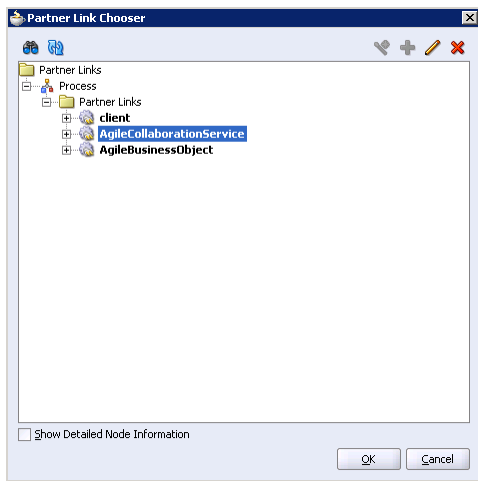 Partner Link Chooser
Partner Links
Process
Partner Links
client
AgileCollaborationService
AgileBusinessObject
Show Detailed Node Information
OK Cancel